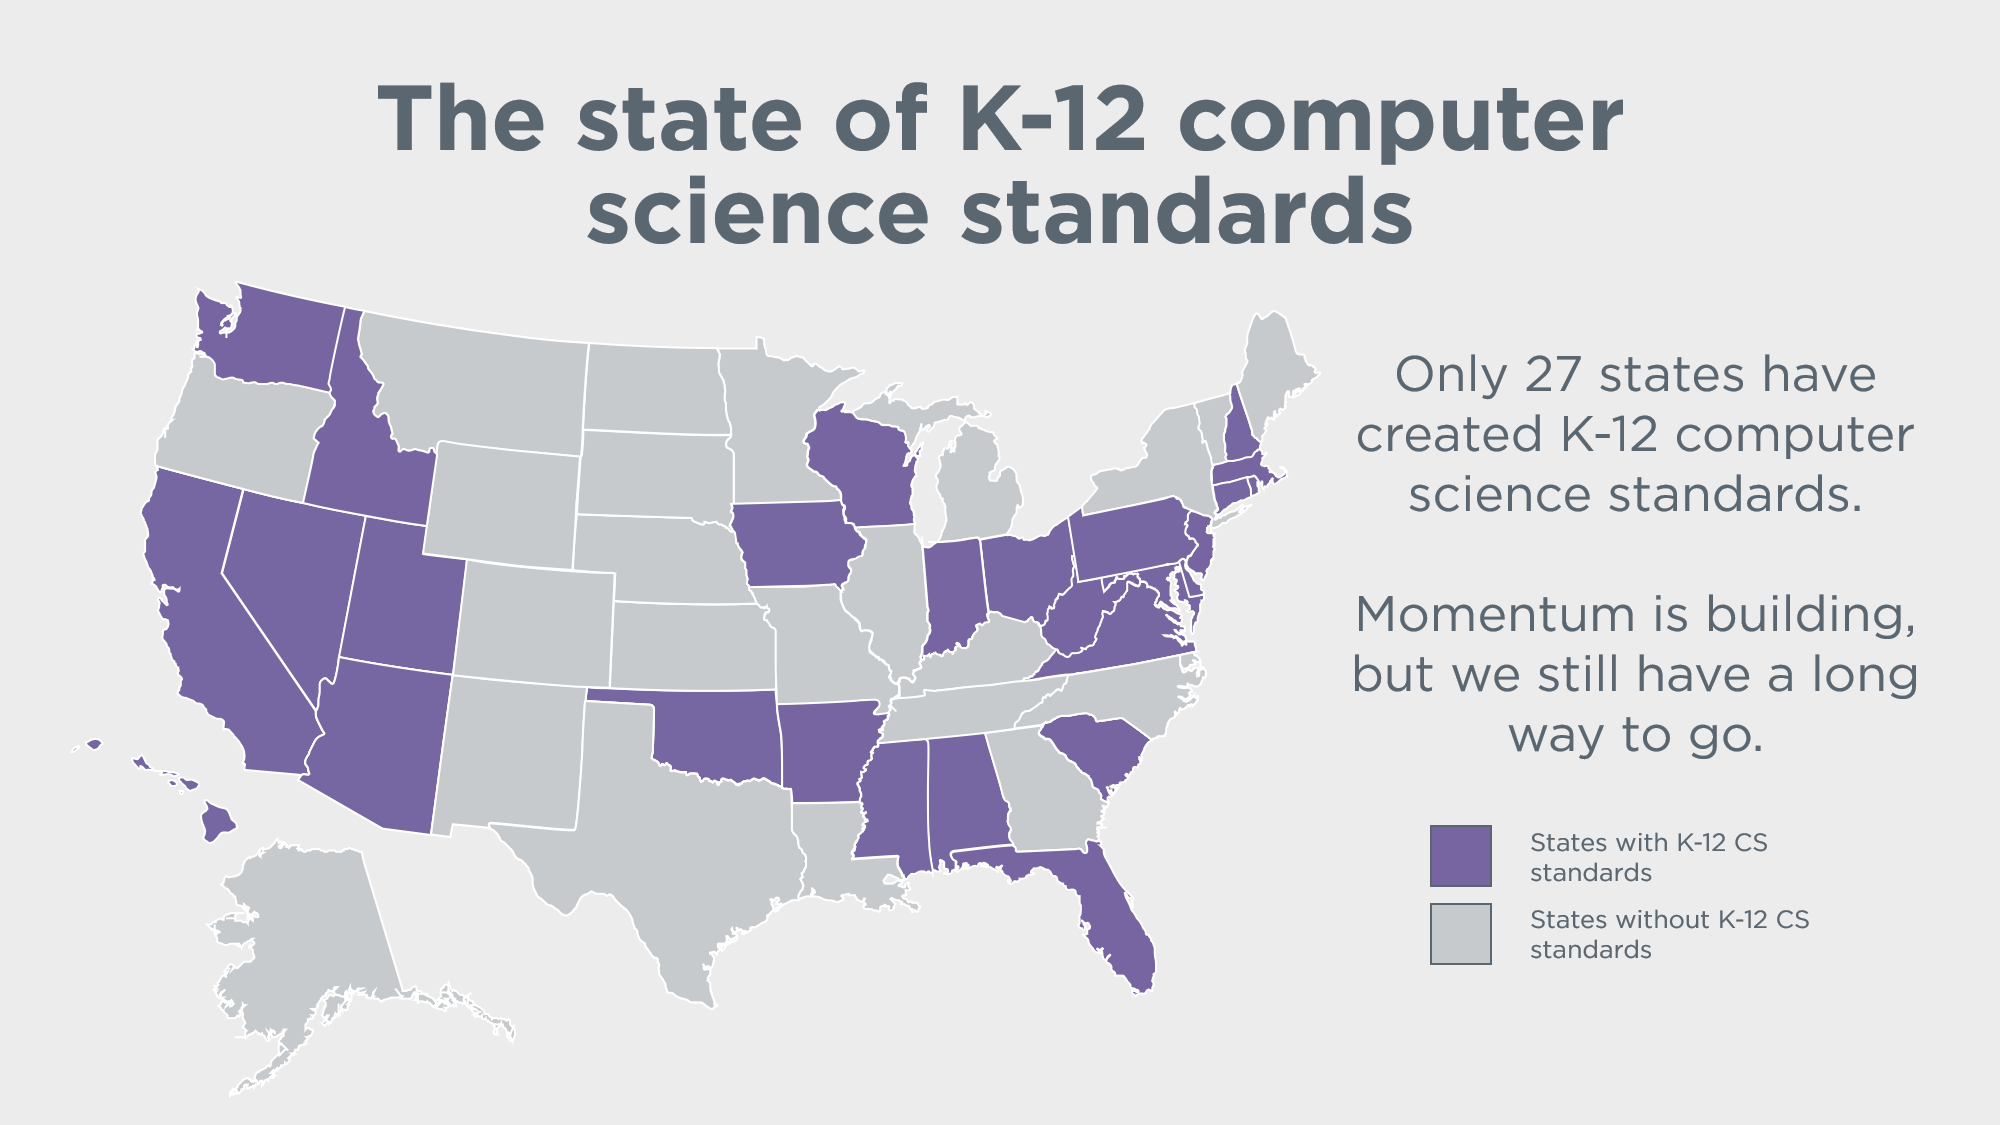 The state of K-12 computer
science standards
Only 27 states have
created K-12 computer
science standards.
Momentum is building,
but we still have a long
way to go.
States with K-12 CS
standards
States without K-12 CS
standards